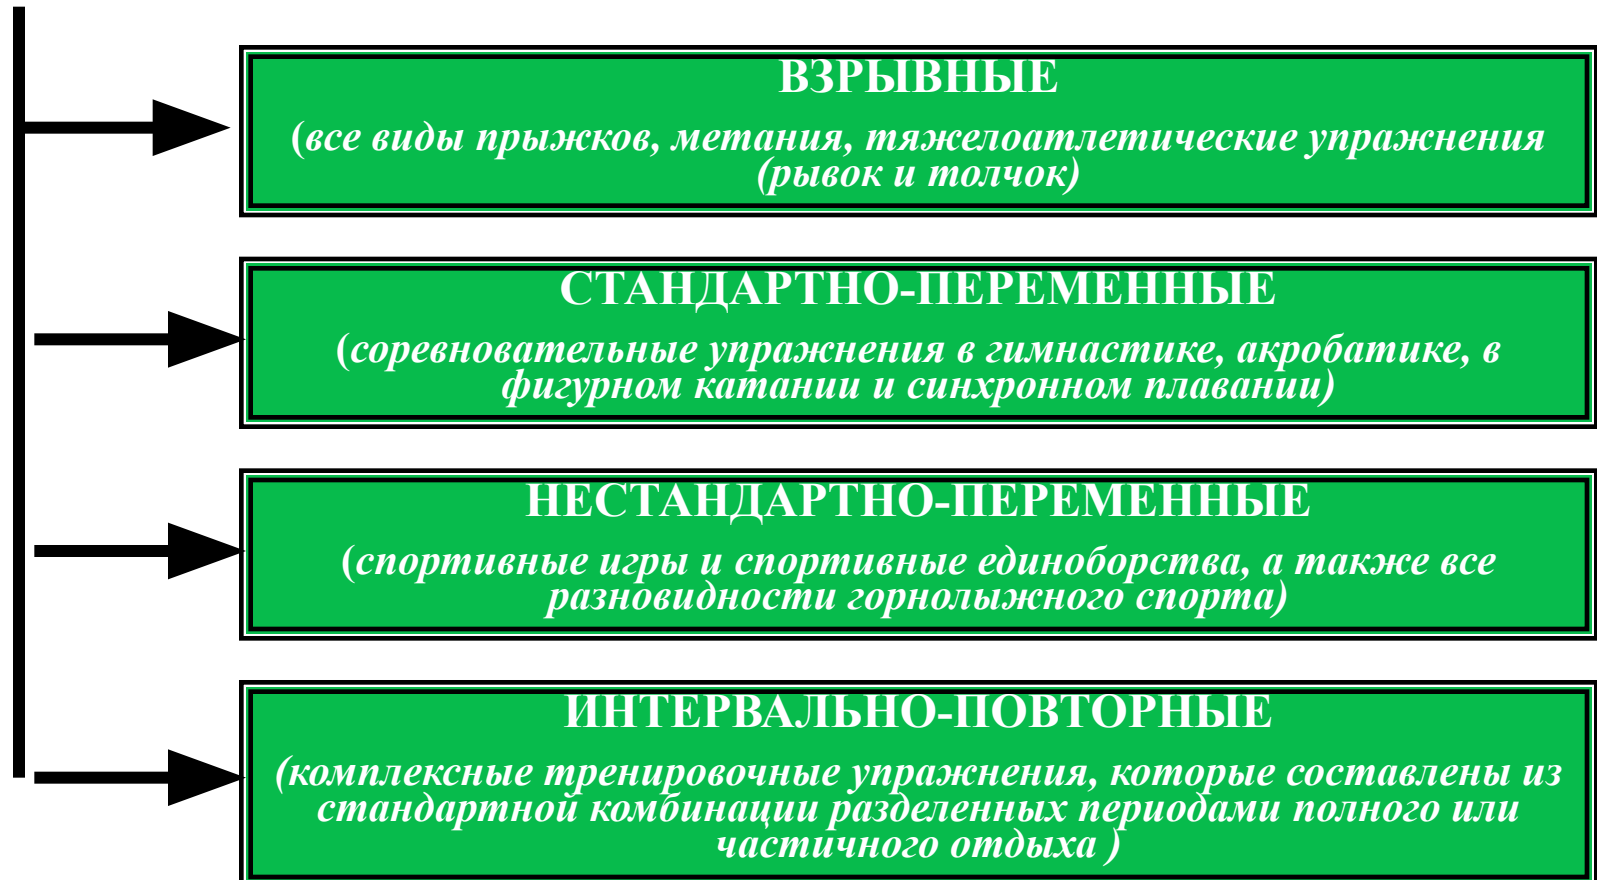 ВЗРЫВНЫЕ
(все виды прыжков, метания, тяжелоатлетические упражнения
(рывок и толчок)
СТАНДАРТНО-ПЕРЕМЕННЫЕ
(соревновательные упражнения в гимнастике, акробатике, в
фигурном катании и синхронном плавании)
НЕСТАНДАРТНО-ПЕРЕМЕННЫЕ
(спортивные игры и спортивные единоборства, а также все
разновидности горнолыжного спорта)
ИНТЕРВАЛЬНО-ПОВТОРНЫЕ
(комплексные тренировочные упражнения, которые составлены из
стандартной комбинации разделенных периодами полного или
частичного отдыха )